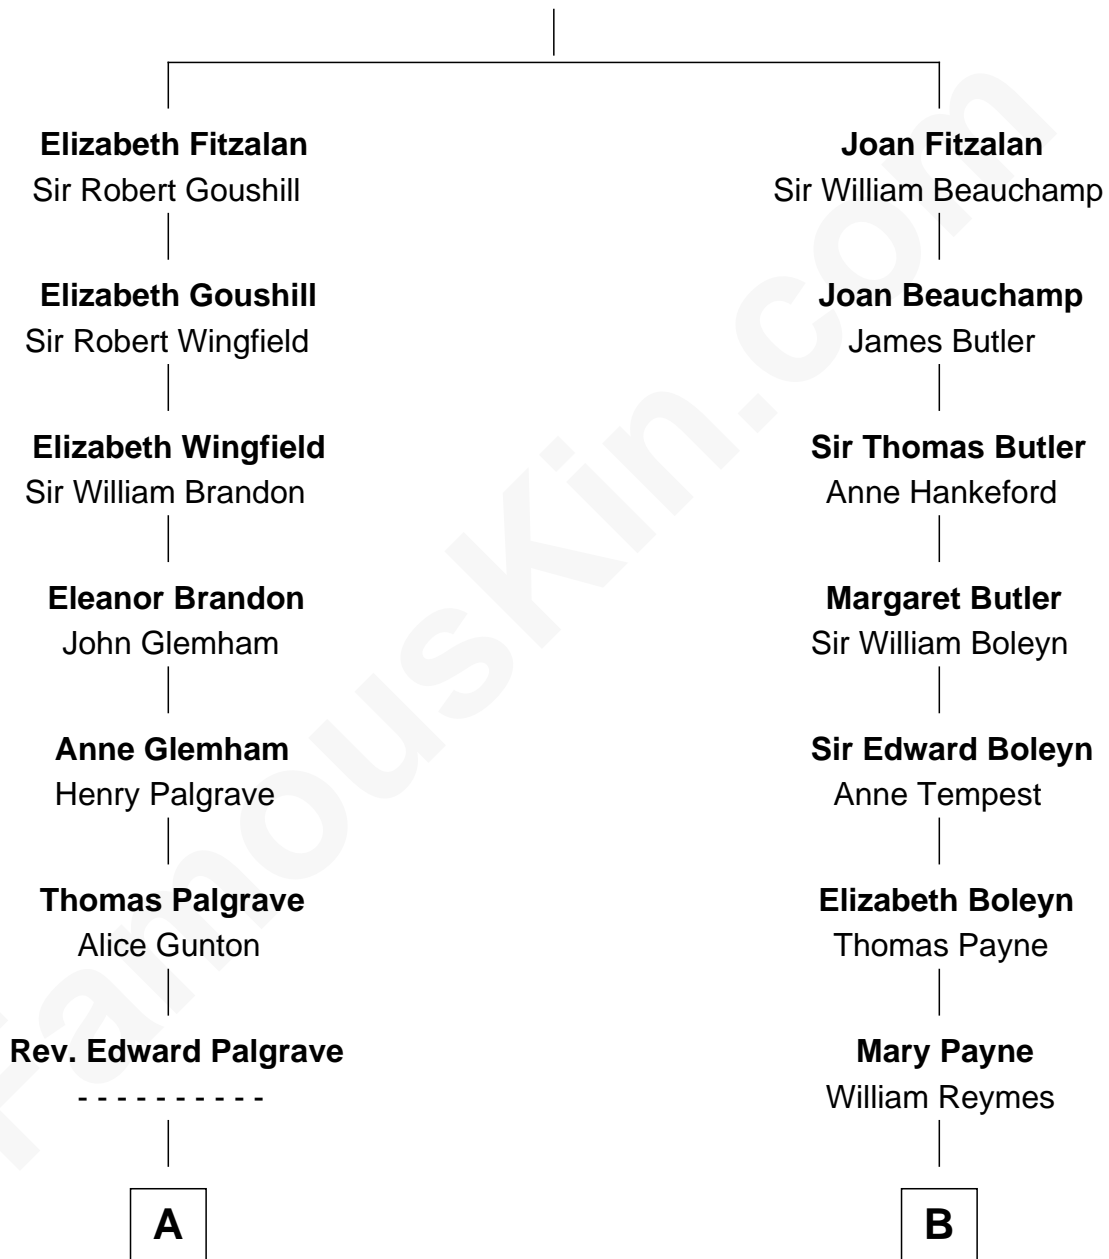 Elizabeth Fitzalan
Sir Robert Goushill
Elizabeth Goushill
Sir Robert Wingfield
Elizabeth Wingfield
Sir William Brandon
Eleanor Brandon
John Glemham
Anne Glemham
Henry Palgrave
Thomas Palgrave
Alice Gunton
Rev. Edward Palgrave
- - - - - - - - - -
A
Joan Fitzalan
Sir William Beauchamp
Joan Beauchamp
James Butler
Sir Thomas Butler
Anne Hankeford
Margaret Butler
Sir William Boleyn
Sir Edward Boleyn
Anne Tempest
Elizabeth Boleyn
Thomas Payne
Mary Payne
William Reymes
B
FamousKin.com